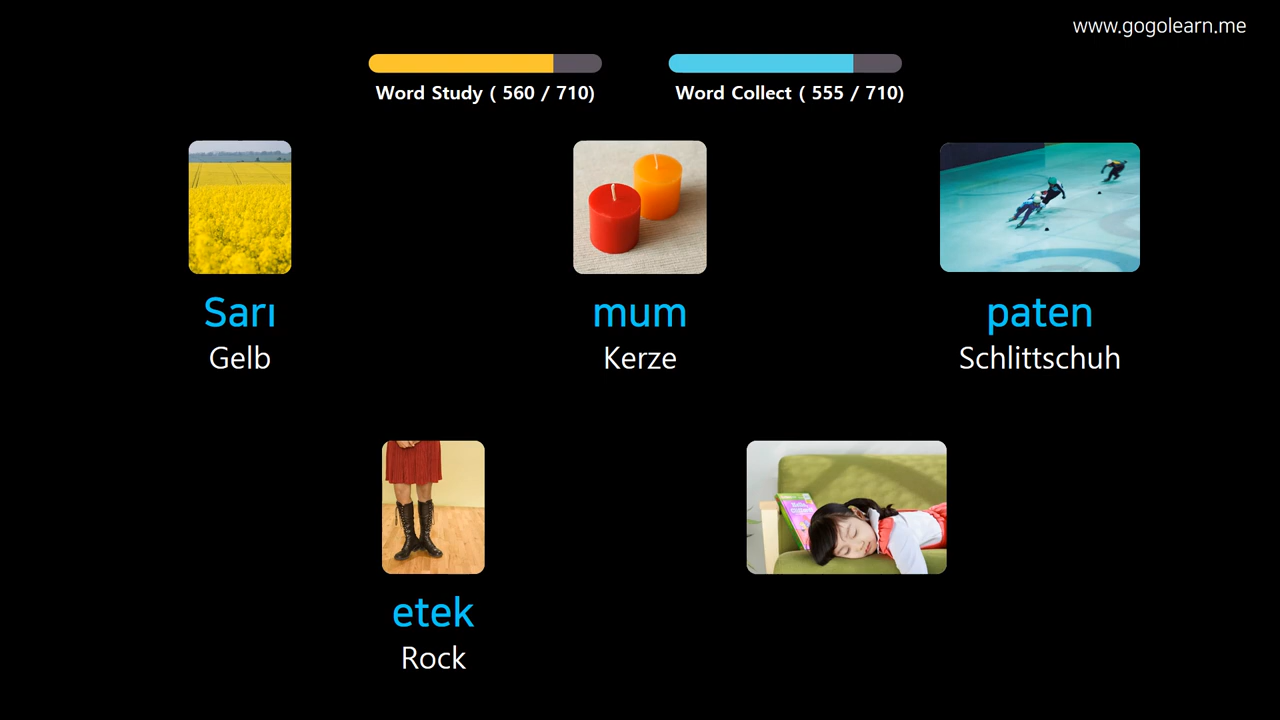 www.gogolearn.me
Word Study ( 560 / 710)
Word Collect ( 555 / 710)
Sarı
Gelb
mum
Kerze
paten
Schlittschuh
etek
Rock